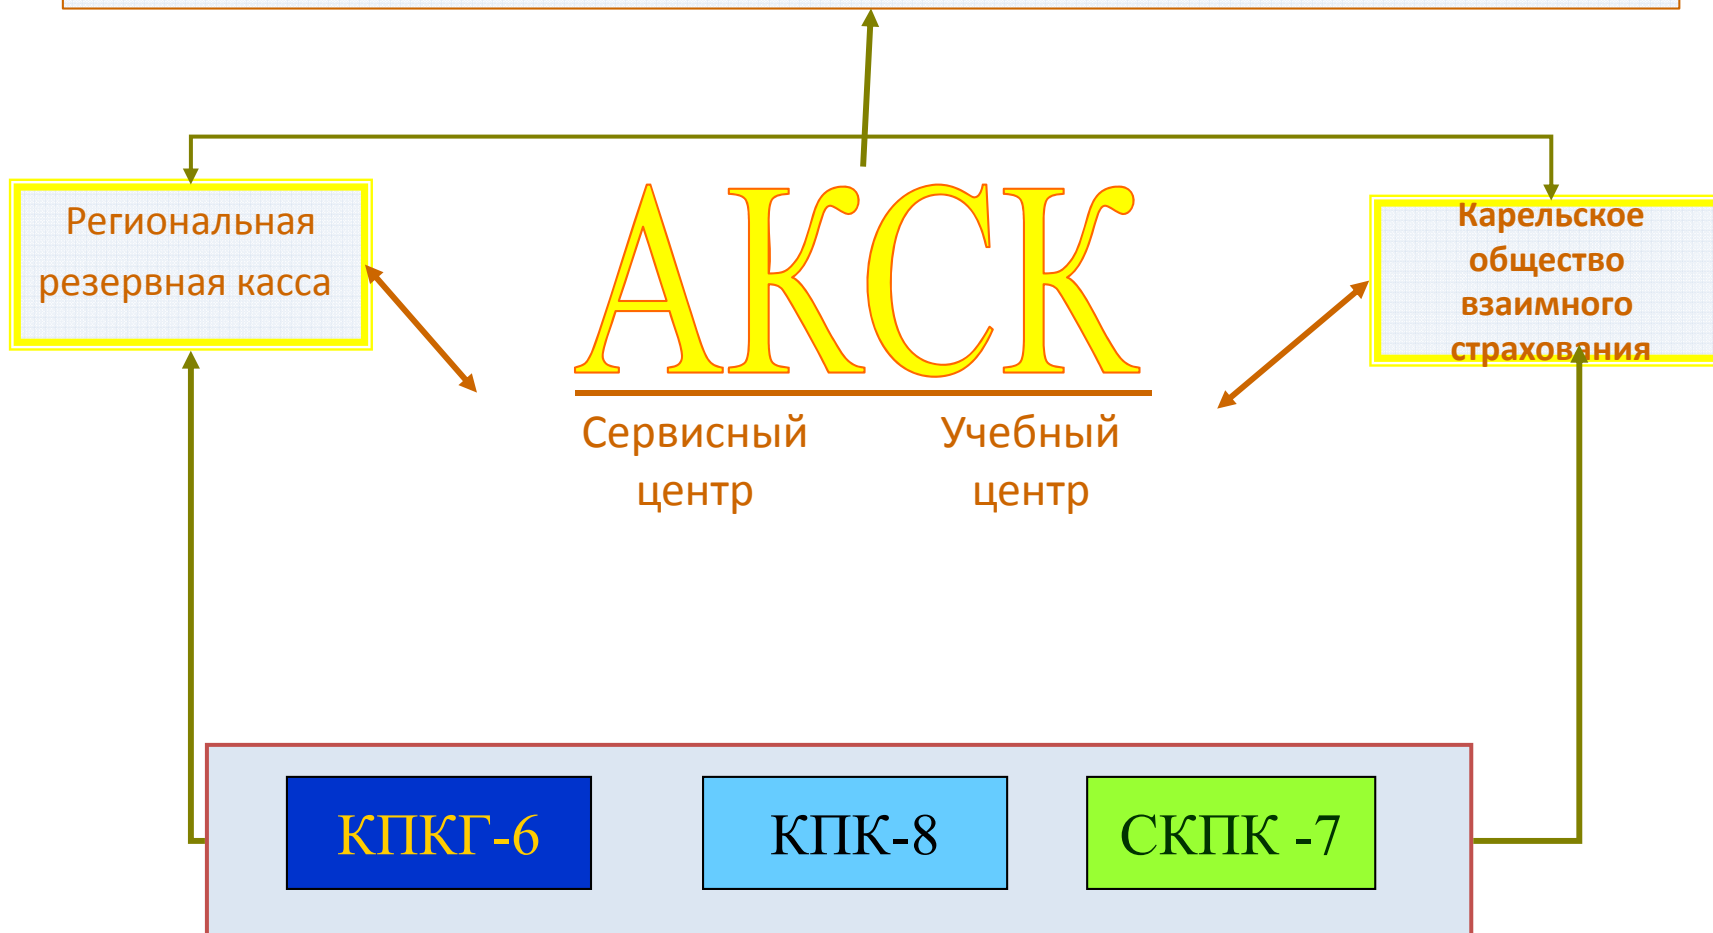 АКСК
Региональная
резервная касса
Карельское
общество
взаимного
страхования
Сервисный
центр
Учебный
центр
КПКГ-6
КПК-8
СКПК -7